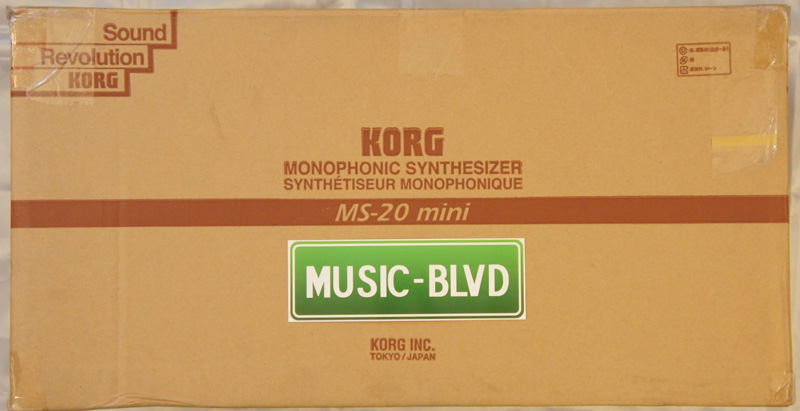 Sound
Revolution
KORG
KORG
MONOPHONIC SYNTHESIZER
SYNTHÉTISEUR MONOPHONIQUE
MS-20 mini
MUSIC-BLVD
KORG INC.
TOKYO / JAPAN